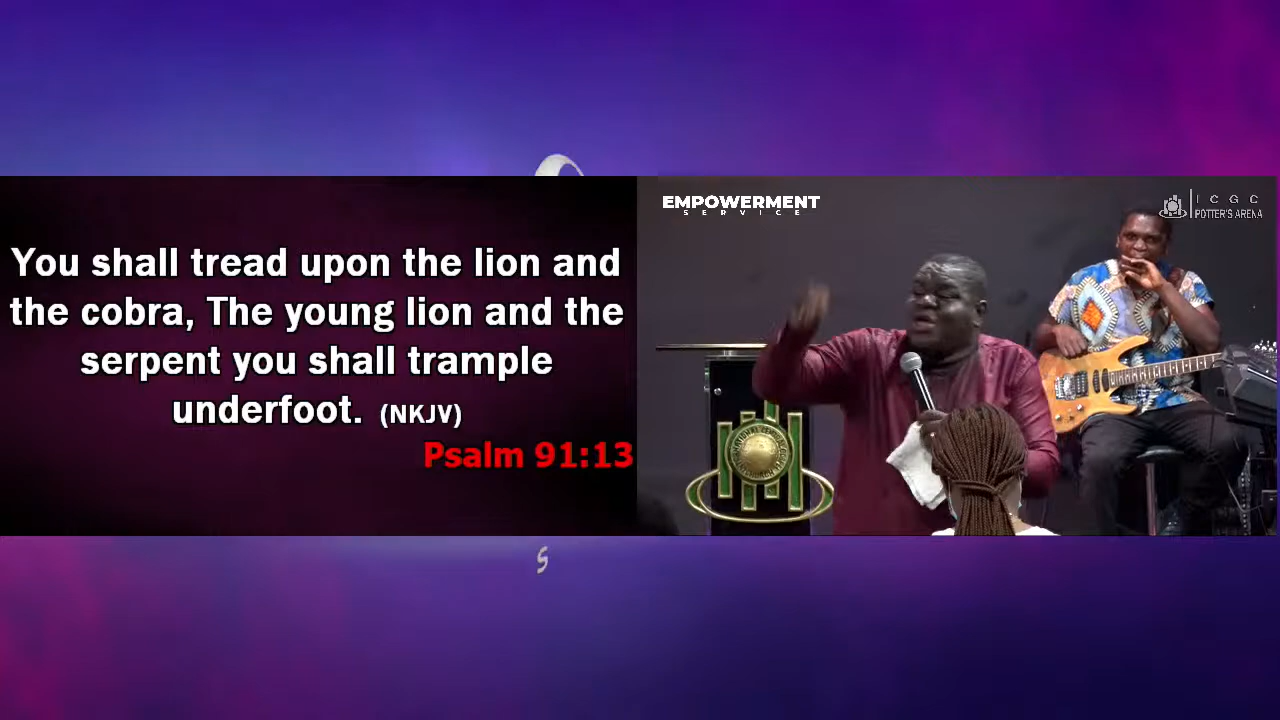 You shall tread upon the lion and
the cobra, The young lion and the
serpent you shall trample
underfoot. (NKJV)
Psalm 91:13
EMPOWERMENT
SERVICE
ICGC
POTTER'S ARENA
S